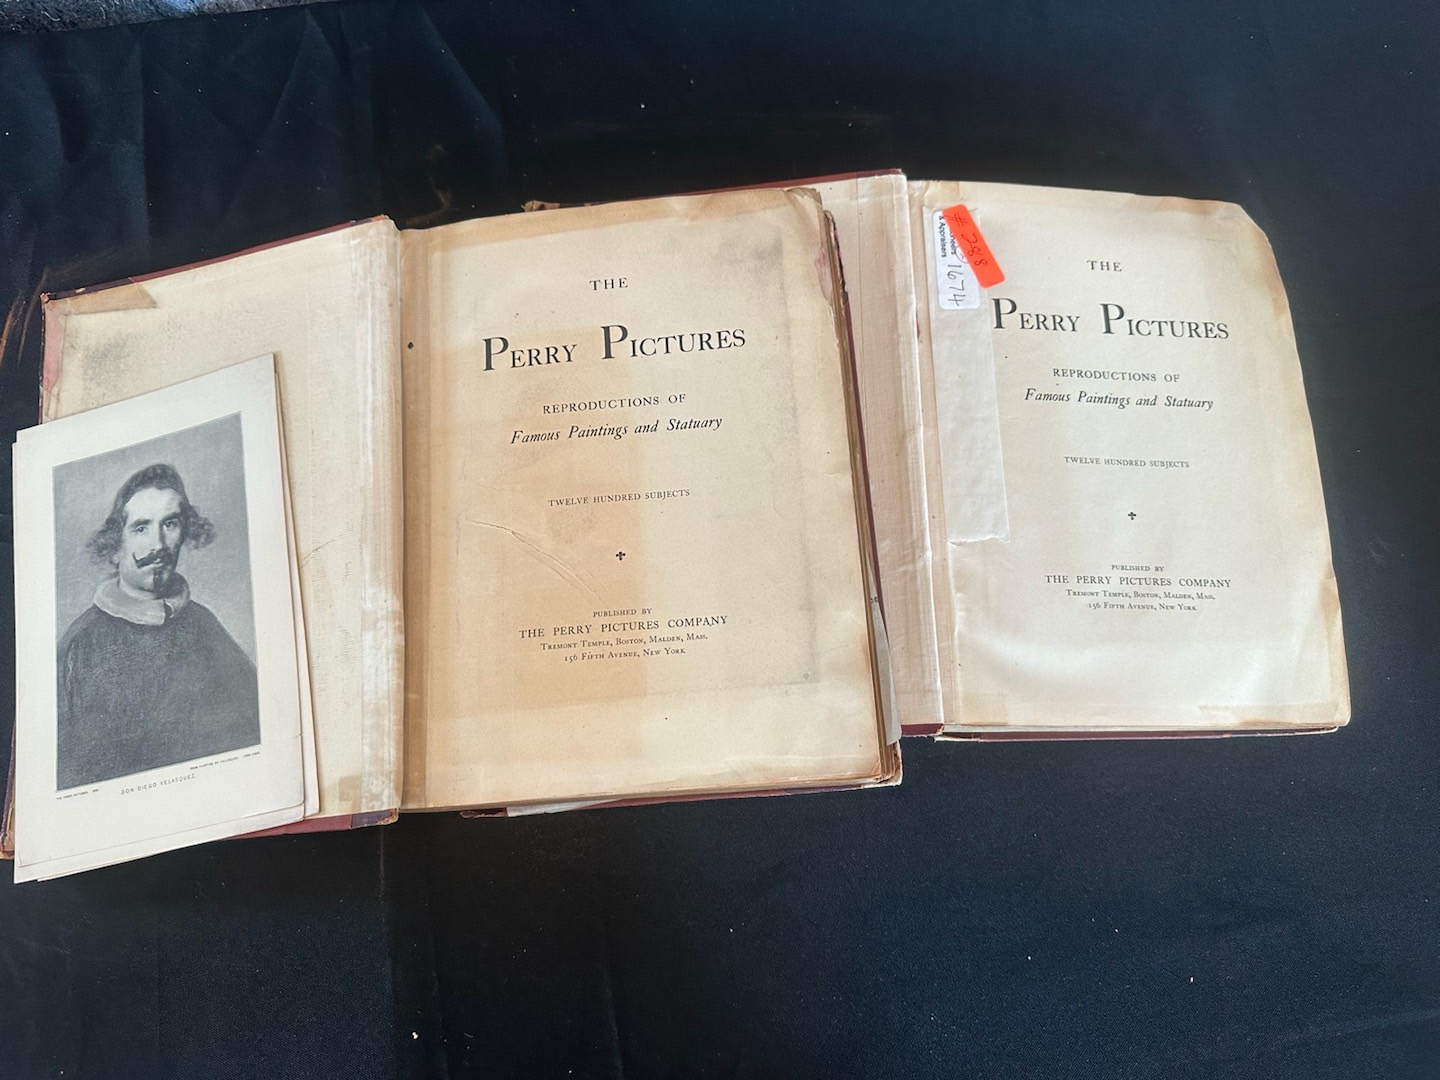 DON DIEGO VELASQUEZ.
THE
PERRY PICTURES
REPRODUCTIONS OF
Famous Paintings and Statuary
TWELVE HUNDRED SUBJECTS
PUBLISHED BY
THE PERRY PICTURES COMPANY
TREMONT TEMPLE, BOSTON, MALDEN, MASS.
156 FIFTH AVENUE, NEW YORK
# 288
& Appraisers
1674
THE
PERRY PICTURES
REPRODUCTIONS OF
Famous Paintings and Statuary
TWELVE HUNDRED SUBJECTS
PUBLISHED BY
THE PERRY PICTURES COMPANY
TREMONT TEMPLE, BOSTON, MALDEN, MASS.
156 FIFTH AVENUE, NEW YORK